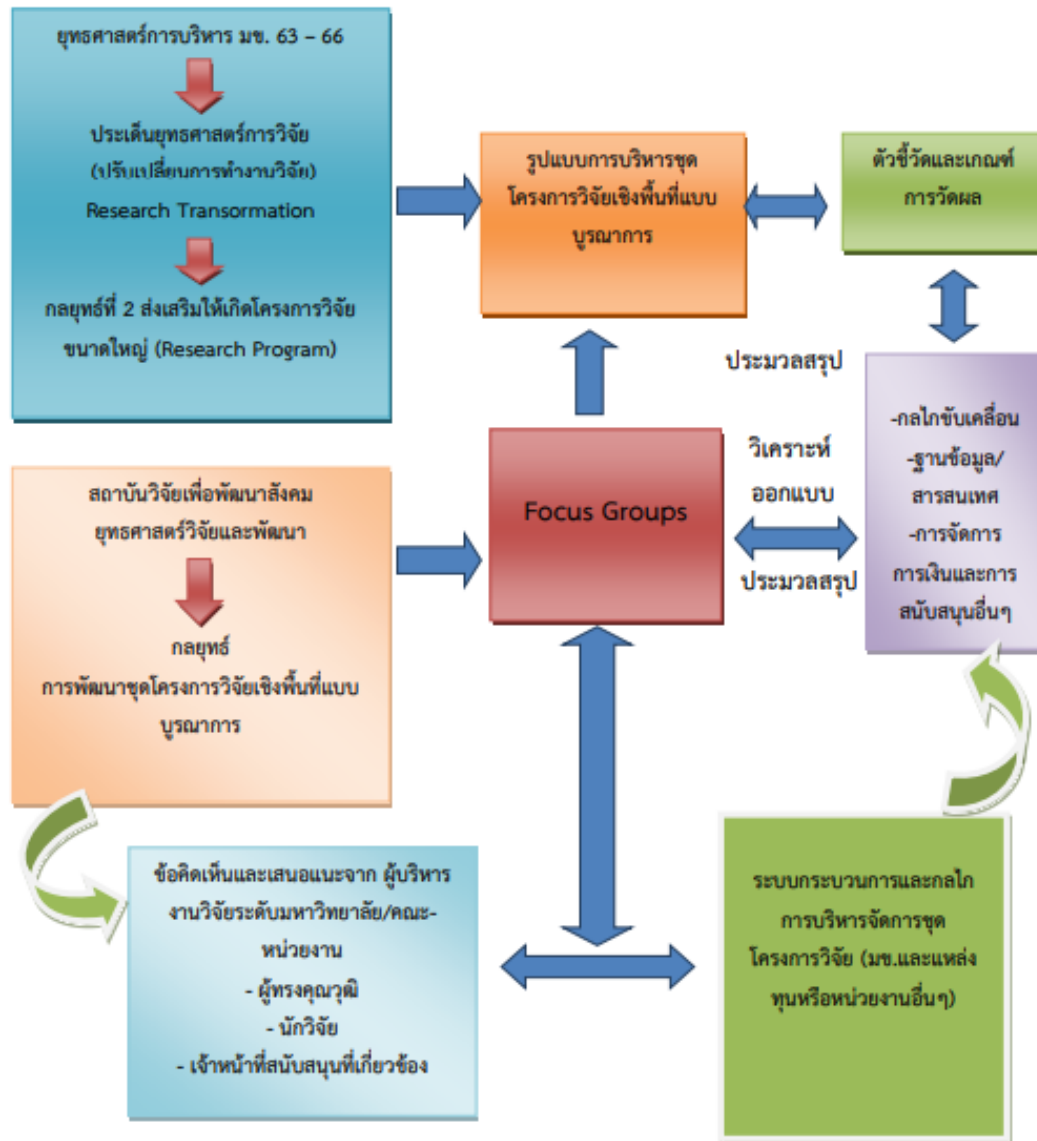 ยุทธศาสตร์การบริหาร มข. 63 – 66
ประเด็นยุทธศาสตร์การวิจัย
(ปรับเปลี่ยนการทำงานวิจัย)
Research Transormation
กลยุทธ์ที่ 2 ส่งเสริมให้เกิดโครงการวิจัย
ขนาดใหญ่ (Research Program)
รูปแบบการบริหารชุด
โครงการวิจัยเชิงพื้นที่แบบ
บูรณาการ
ตัวชี้วัดและเกณฑ์
การวัดผล
ประมวลสรุป
สถาบันวิจัยเพื่อพัฒนาสังคม
ยุทธศาสตร์วิจัยและพัฒนา
กลยุทธ์
การพัฒนาชุดโครงการวิจัยเชิงพื้นที่แบบ
บูรณาการ
Focus Groups
วิเคราะห์
ออกแบบ
ประมวลสรุป
-กลไกขับเคลื่อน
-ฐานข้อมูล/
สารสนเทศ
-การจัดการ
การเงินและการ
สนับสนุนอื่นๆ
ข้อคิดเห็นและเสนอแนะจาก ผู้บริหาร
งานวิจัยระดับมหาวิทยาลัย/คณะ-
หน่วยงาน
- ผู้ทรงคุณวุฒิ
- นักวิจัย
- เจ้าหน้าที่สนับสนุนที่เกี่ยวข้อง
ระบบกระบวนการและกลไก
การบริหารจัดการชุด
โครงการวิจัย (มข.และแหล่ง
ทุนหรือหน่วยงานอื่นๆ)